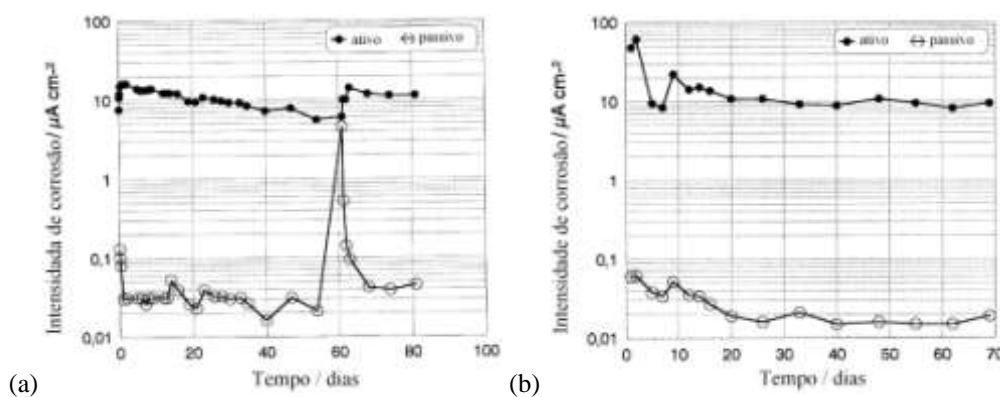 100
10
1
0,1
0,01
Intensidada de corrosão/ µA cm-²
ativo passivo
0 20 40 60 80 100
Tempo / dias
(a)
100
10
1
0,1
0,01
Intensidade de corrosão/ µA cm-²
ativo passivo
0 10 20 30 40 50 60 70
Tempo / dias
(b)